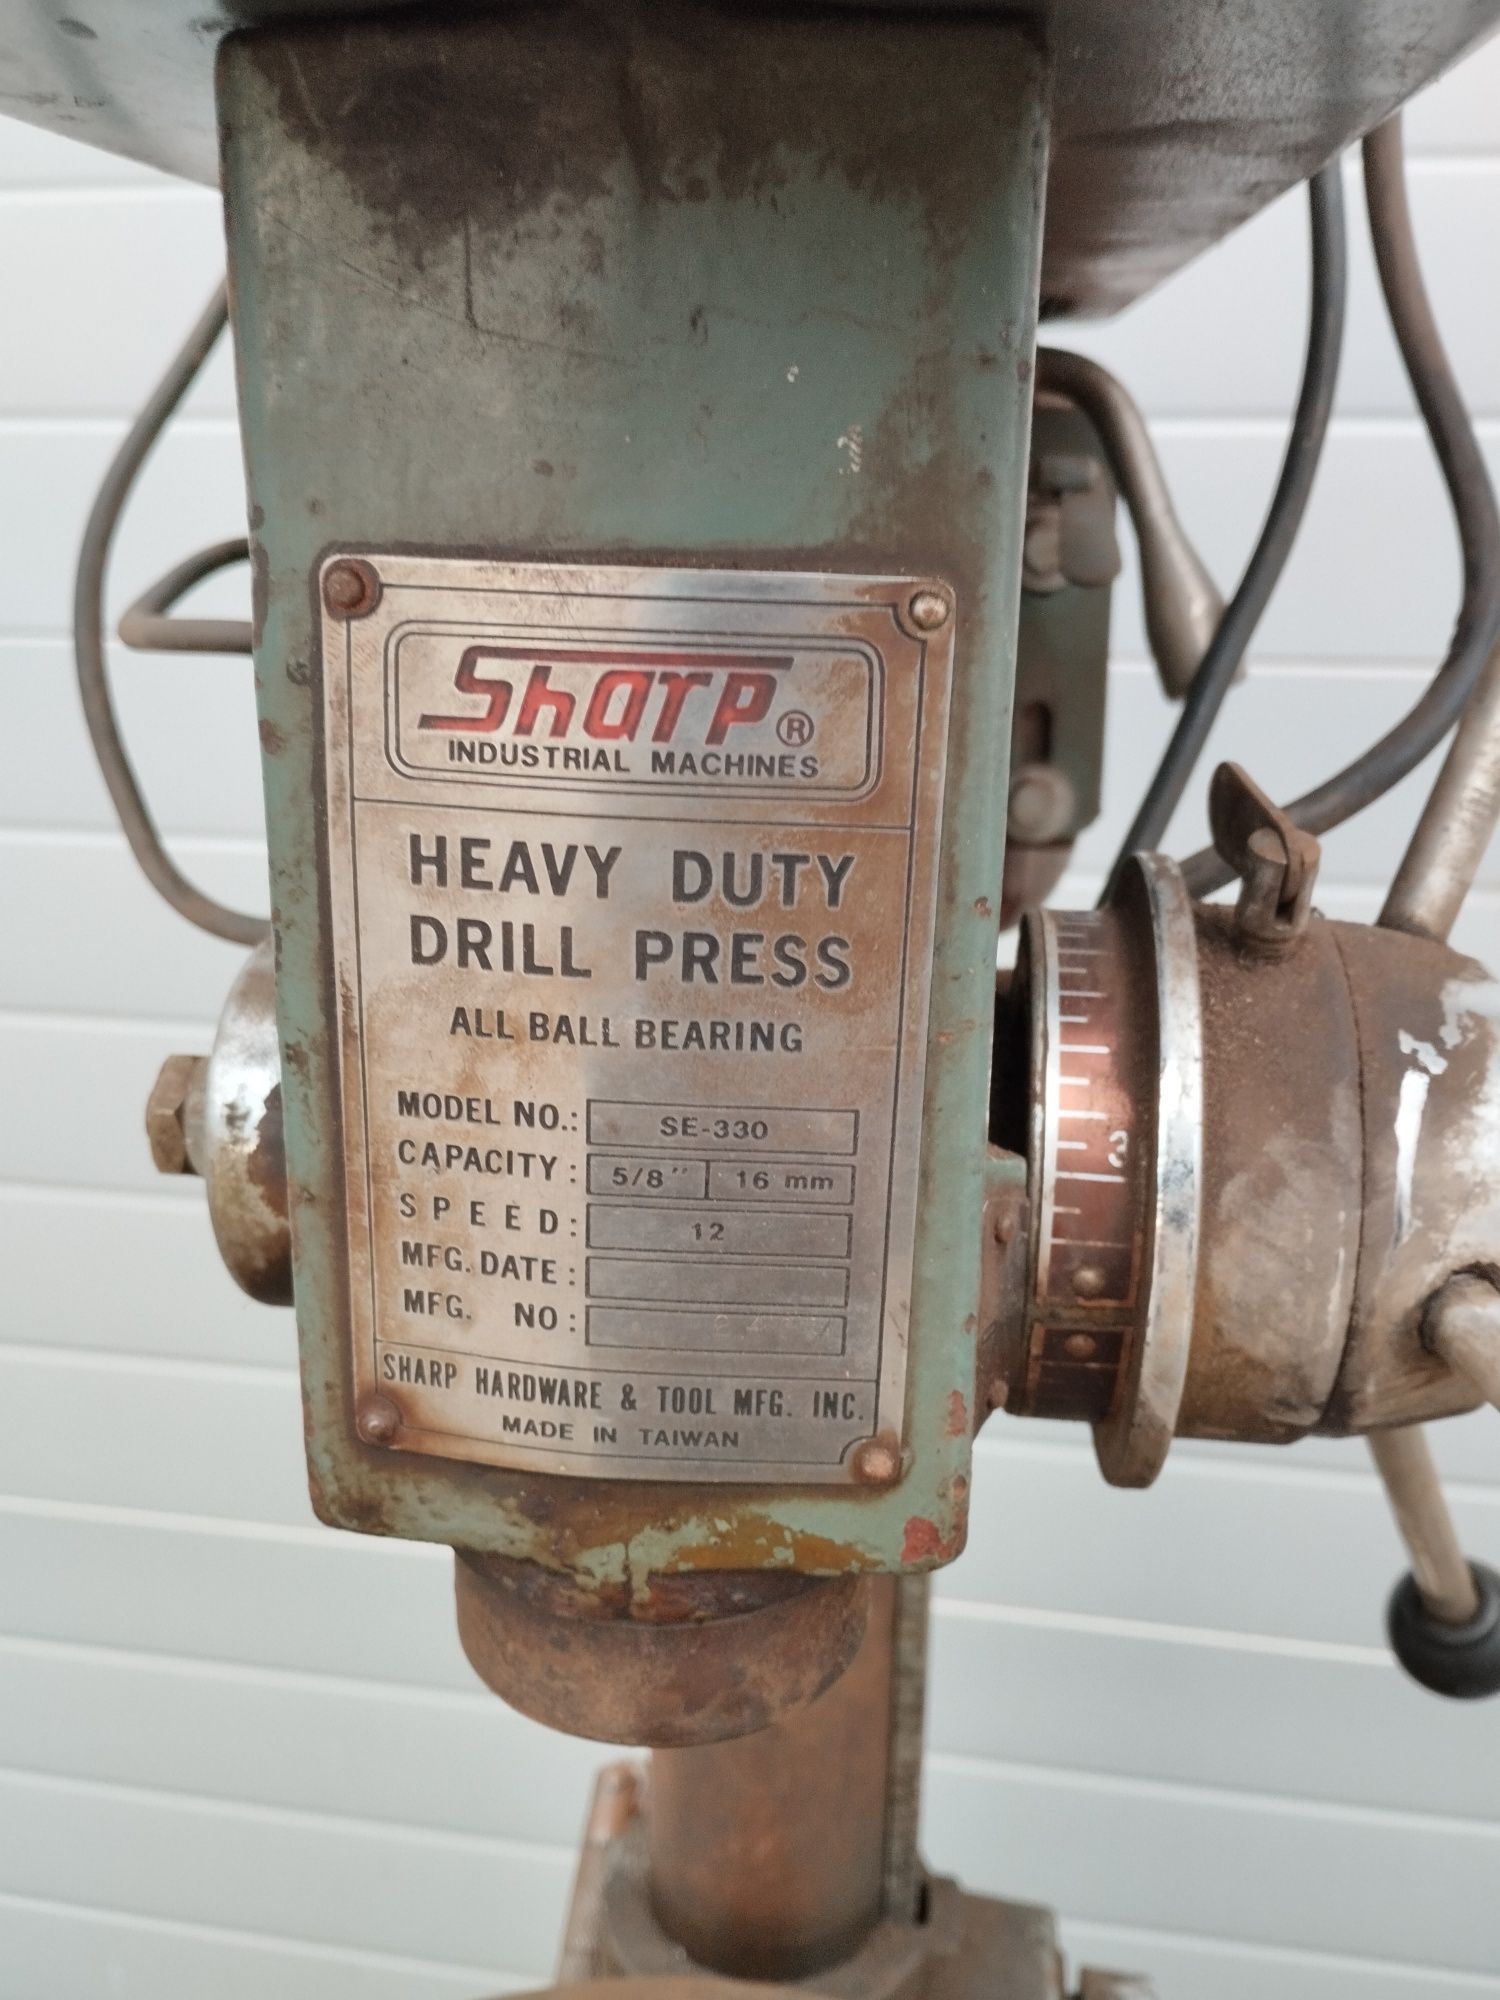 Sharp ®
INDUSTRIAL MACHINES
HEAVY DUTY
DRILL PRESS
ALL BALL BEARING
MODEL NO.: SE-330
CAPACITY: 5/8" 16 mm
SPEED: 12
MFG. DATE:
MFG. NO:
SHARP HARDWARE & TOOL MFG. INC.
MADE IN TAIWAN
3